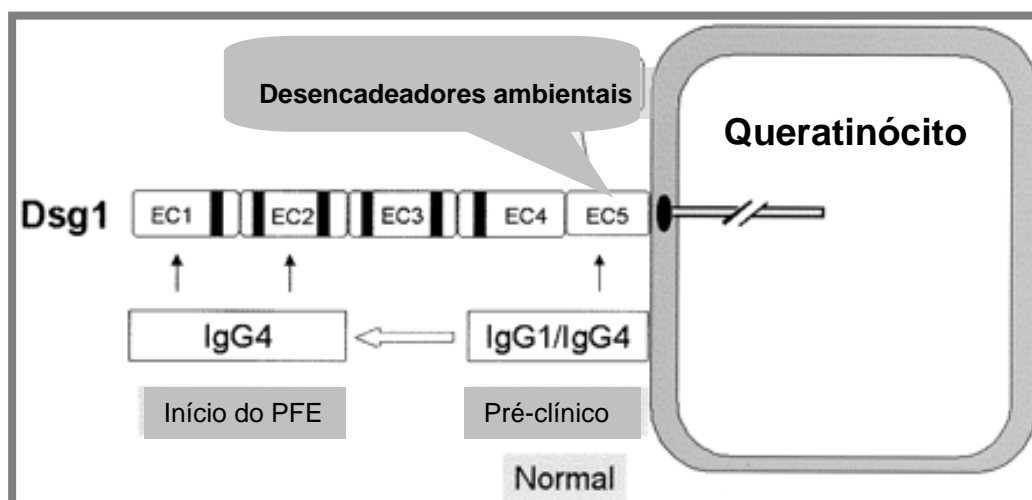 Desencadeadores ambientais
Queratinócito
Dsg1 EC1 EC2 EC3 EC4 EC5
IgG4 IgG1/IgG4
Início do PFE Pré-clínico
Normal